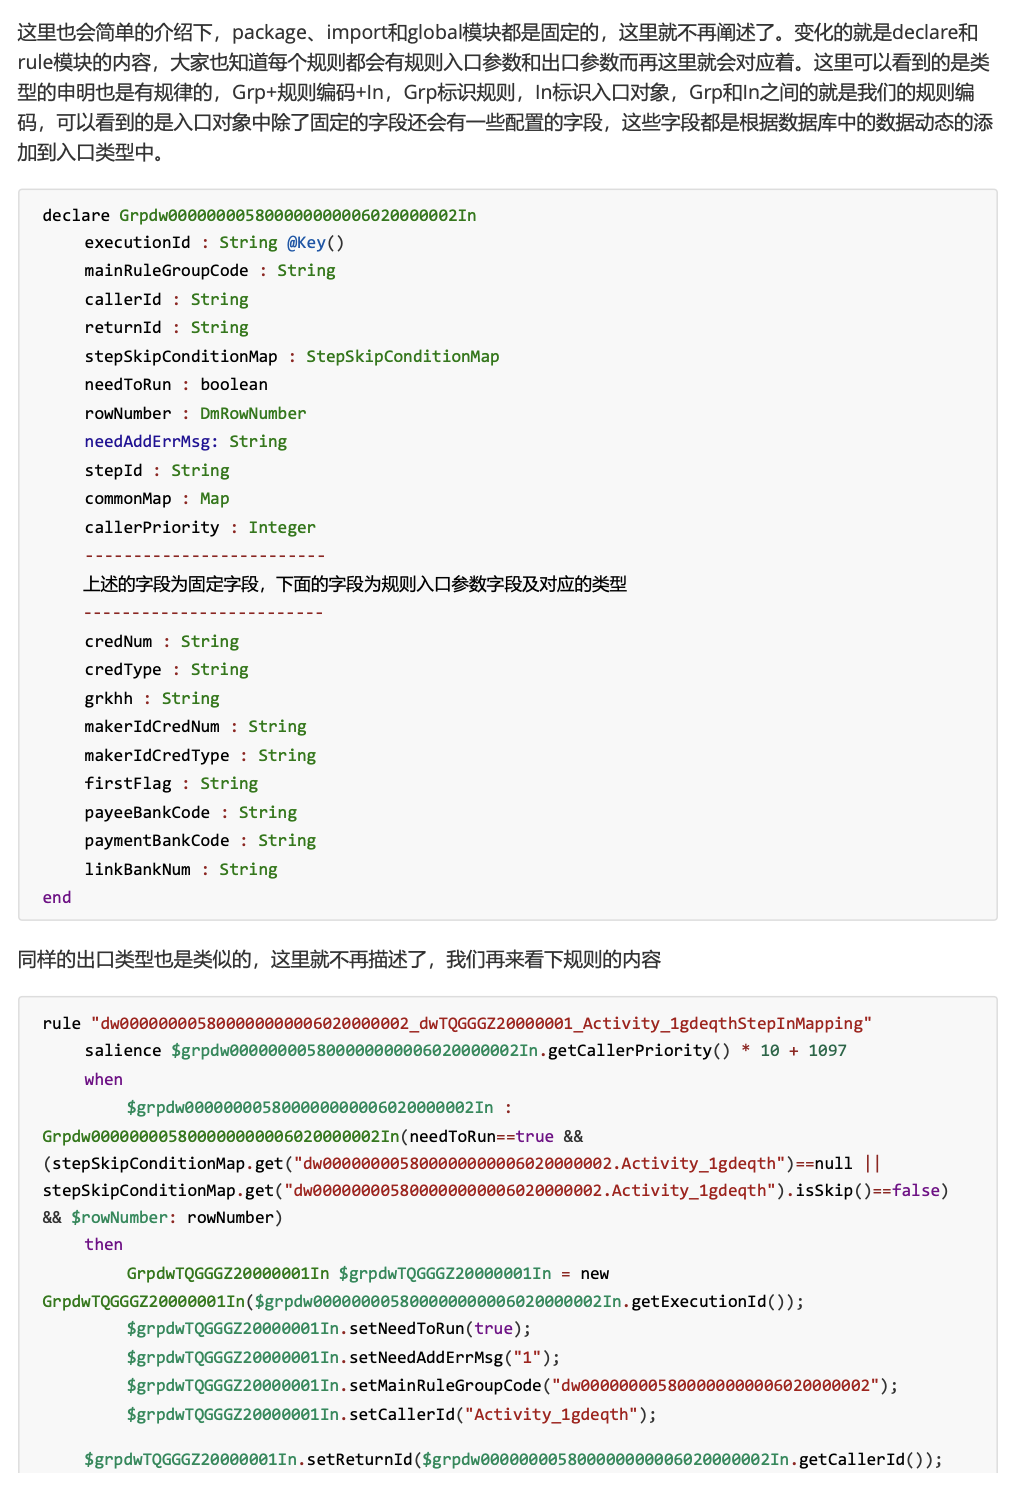 这里也会简单的介绍下，package、import和global模块都是固定的，这里就不再阐述了。变化的就是declare和
rule模块的内容，大家也知道每个规则都会有规则入口参数和出口参数而再这里就会对应着。这里可以看到的是类
型的申明也是有规律的，Grp+规则编码+In，Grp标识规则，In标识入口对象，Grp和In之间的就是我们的规则编
码，可以看到的是入口对象中除了固定的字段还会有一些配置的字段，这些字段都是根据数据库中的数据动态的添
加到入口类型中。
declare Grpdw0000000058000000000006020000002In
executionId : String @Key()
mainRuleGroupCode : String
callerId : String
returnId : String
stepSkipConditionMap : StepSkipConditionMap
needToRun : boolean
rowNumber : DmRowNumber
needAddErrMsg: String
stepId : String
commonMap : Map
callerPriority : Integer
-------------------------
上述的字段为固定字段，下面的字段为规则入口参数字段及对应的类型
-------------------------
credNum : String
credType : String
grkhh : String
makerIdCredNum : String
makerIdCredType : String
firstFlag : String
payeeBankCode : String
paymentBankCode : String
linkBankNum : String
end
同样的出口类型也是类似的，这里就不再描述了，我们再来看下规则的内容
rule "dw0000000058000000000006020000002_dwTQGGGZ20000001_Activity_1gdeqthStepInMapping"
salience $grpdw0000000058000000000006020000002In.getCallerPriority() * 10 + 1097
when
$grpdw0000000058000000000006020000002In :
Grpdw0000000058000000000006020000002In(needToRun==true &&
(stepSkipConditionMap.get("dw0000000058000000000006020000002.Activity_1gdeqth")==null ||
stepSkipConditionMap.get("dw0000000058000000000006020000002.Activity_1gdeqth").isSkip()==false)
&& $rowNumber: rowNumber)
then
GrpdwTQGGGZ20000001In $grpdwTQGGGZ20000001In = new
GrpdwTQGGGZ20000001In($grpdw0000000058000000000006020000002In.getExecutionId());
$grpdwTQGGGZ20000001In.setNeedToRun(true);
$grpdwTQGGGZ20000001In.setNeedAddErrMsg("1");
$grpdwTQGGGZ20000001In.setMainRuleGroupCode("dw0000000058000000000006020000002");
$grpdwTQGGGZ20000001In.setCallerId("Activity_1gdeqth");
$grpdwTQGGGZ20000001In.setReturnId($grpdw0000000058000000000006020000002In.getCallerId());